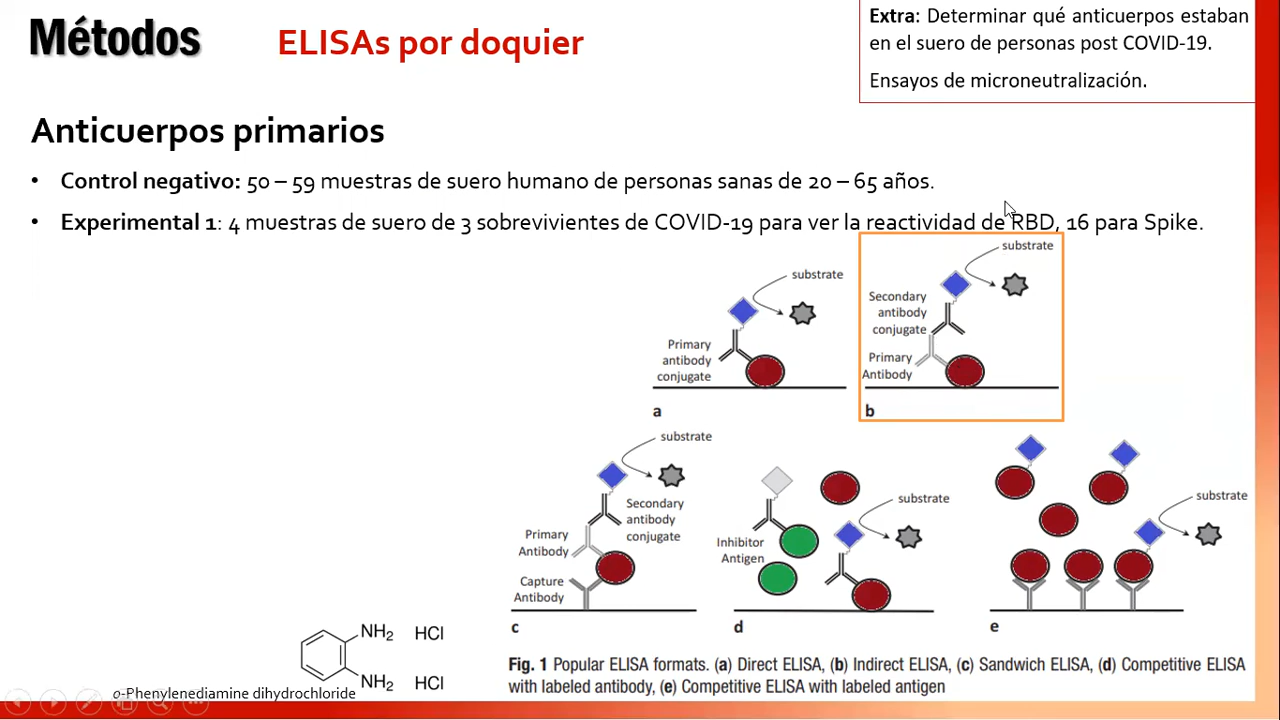 Métodos
ELISAs por doquier
Extra: Determinar qué anticuerpos estaban
en el suero de personas post COVID-19.
Ensayos de microneutralización.
Anticuerpos primarios
• Control negativo: 50 – 59 muestras de suero humano de personas sanas de 20 – 65 años.
• Experimental 1: 4 muestras de suero de 3 sobrevivientes de COVID-19 para ver la reactividad de RBD, 16 para Spike.
substrate
Primary
antibody
conjugate
a
substrate
Secondary
antibody
conjugate
Primary
Antibody
b
substrate
Secondary
antibody
conjugate
Primary
Antibody
Capture
Antibody
c
substrate
Inhibitor
Antigen
d
substrate
e
NH2 HCl
NH2 HCl
o-Phenylenediamine dihydrochloride
Fig. 1 Popular ELISA formats. (a) Direct ELISA, (b) Indirect ELISA, (c) Sandwich ELISA, (d) Competitive ELISA
with labeled antibody, (e) Competitive ELISA with labeled antigen